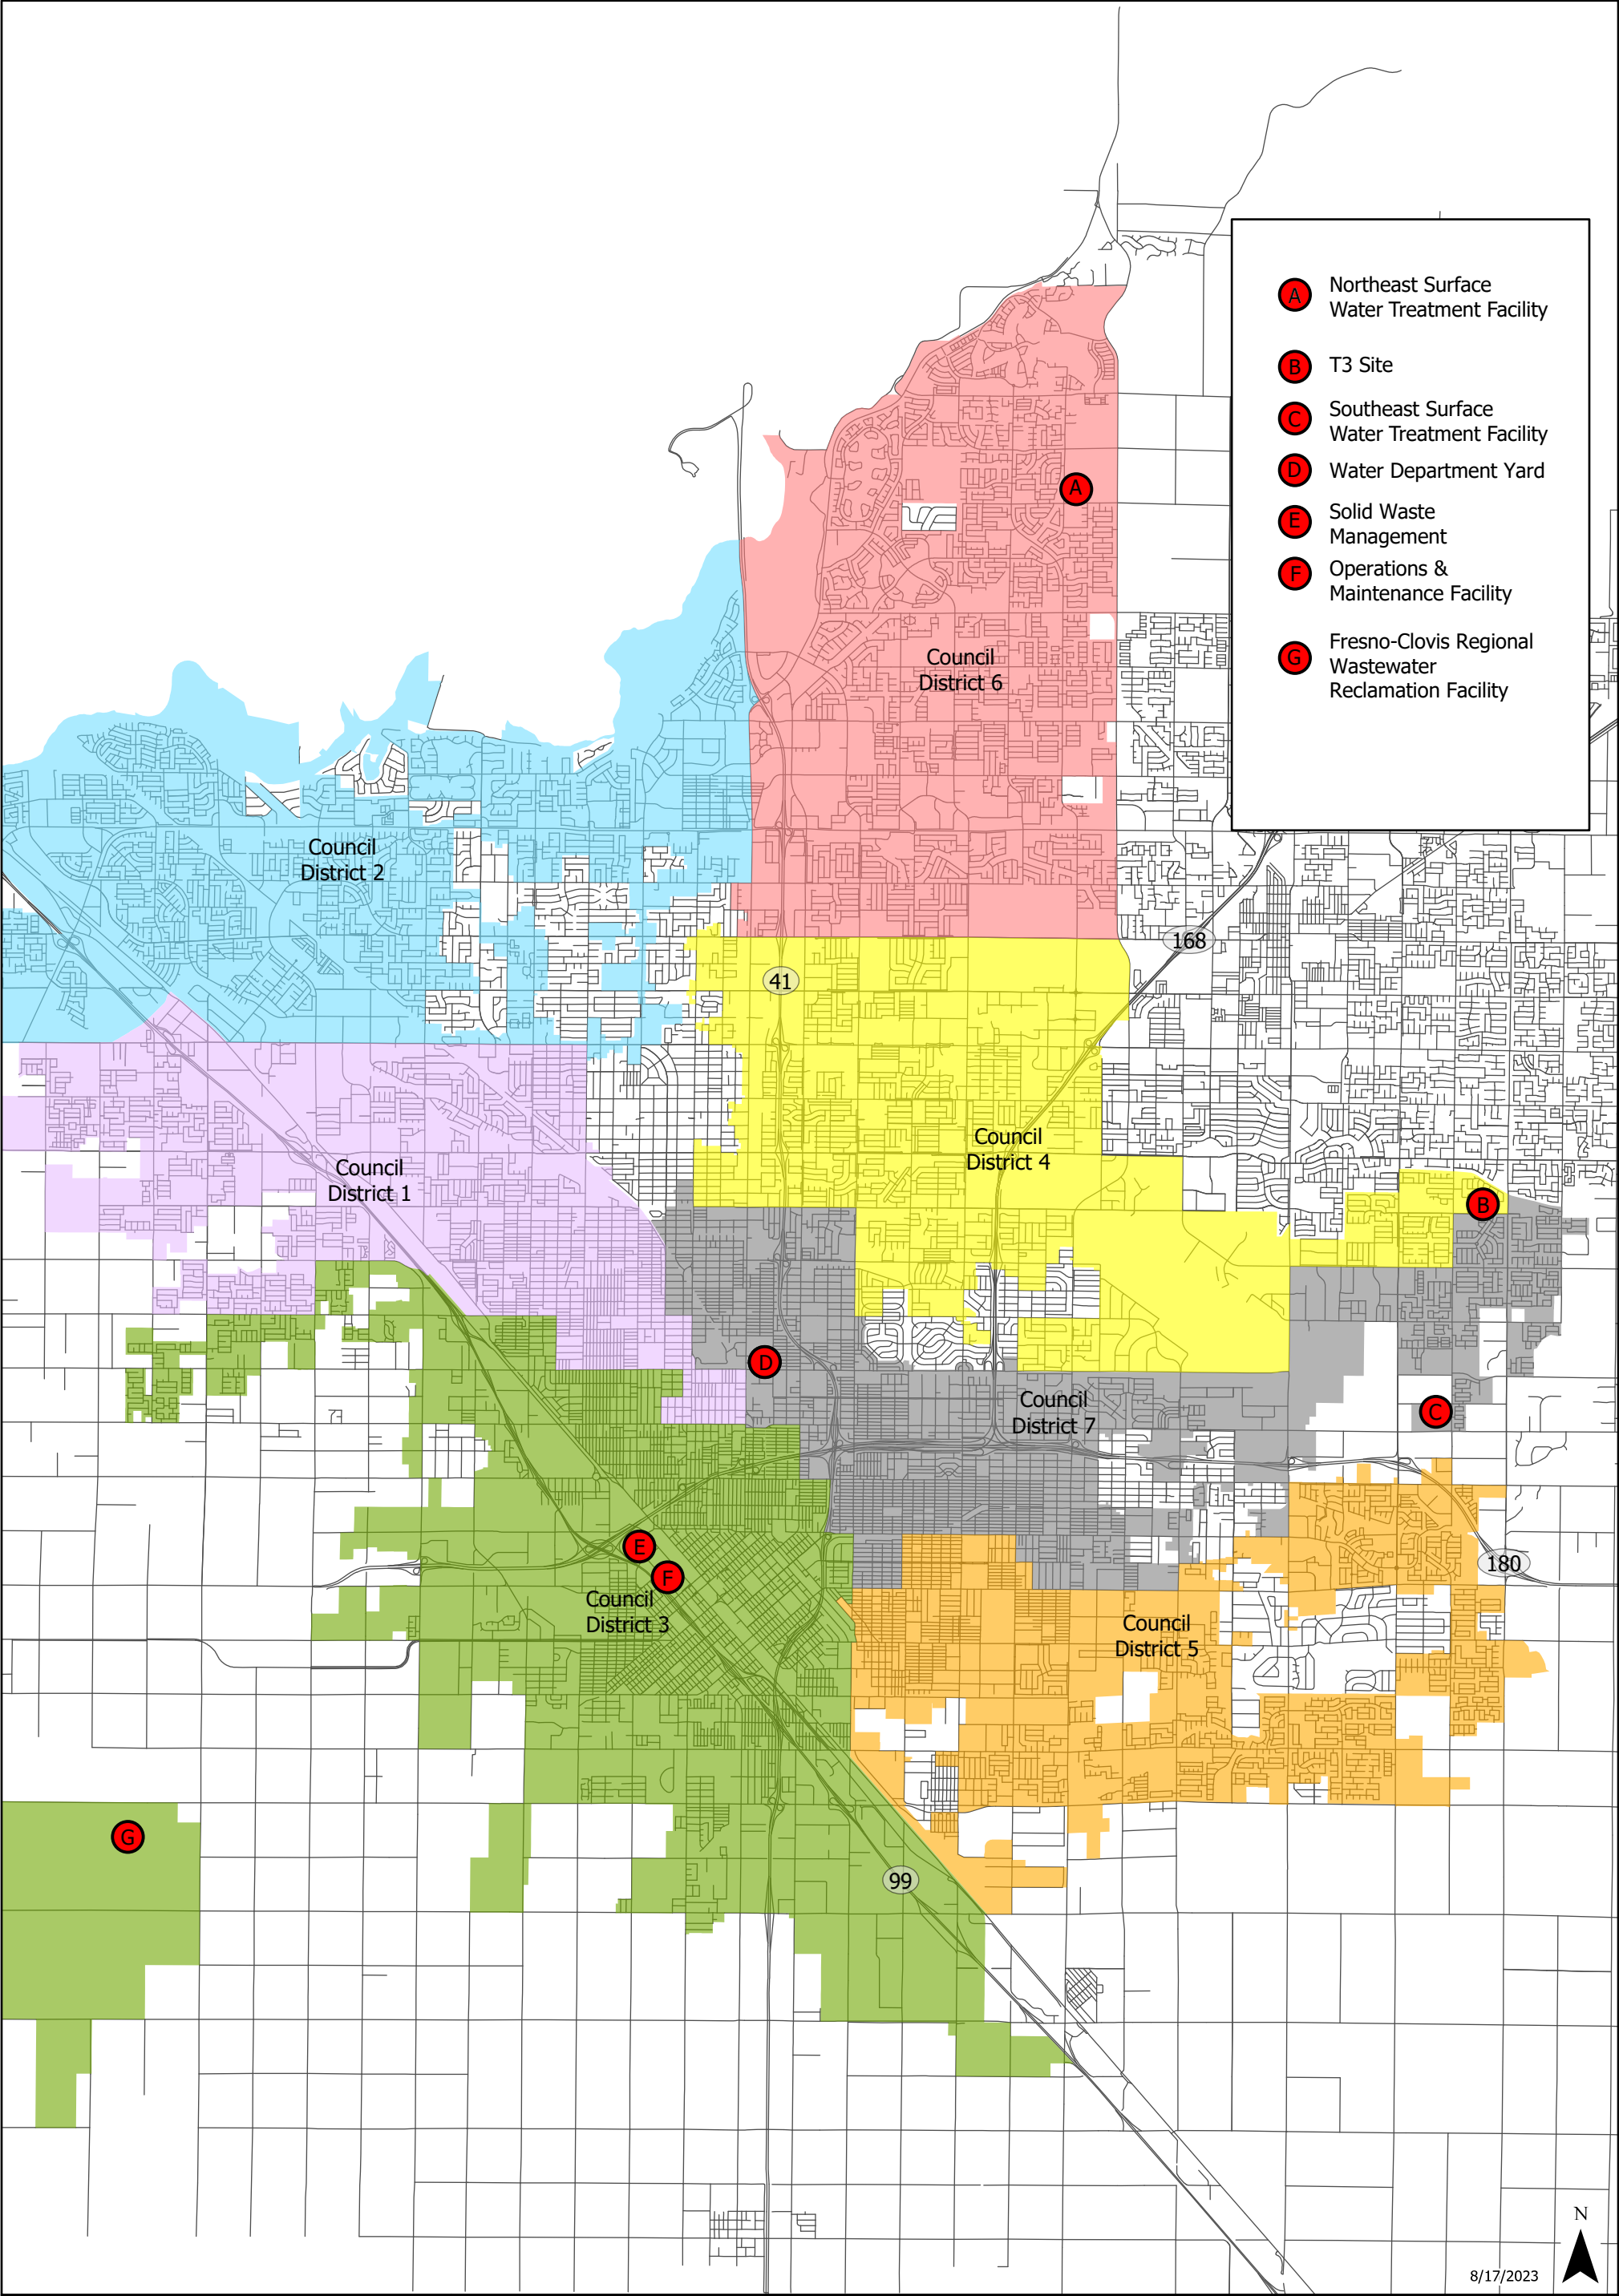 A
Northeast Surface
Water Treatment Facility
B
T3 Site
C
Southeast Surface
Water Treatment Facility
D
Water Department Yard
E
Solid Waste
Management
F
Operations &
Maintenance Facility
G
Fresno-Clovis Regional
Wastewater
Reclamation Facility
A
Council
District 6
Council
District 2
168
41
Council
District 4
Council
District 1
B
D
Council
District 7
C
E
F
180
Council
District 3
Council
District 5
G
99
N
8/17/2023